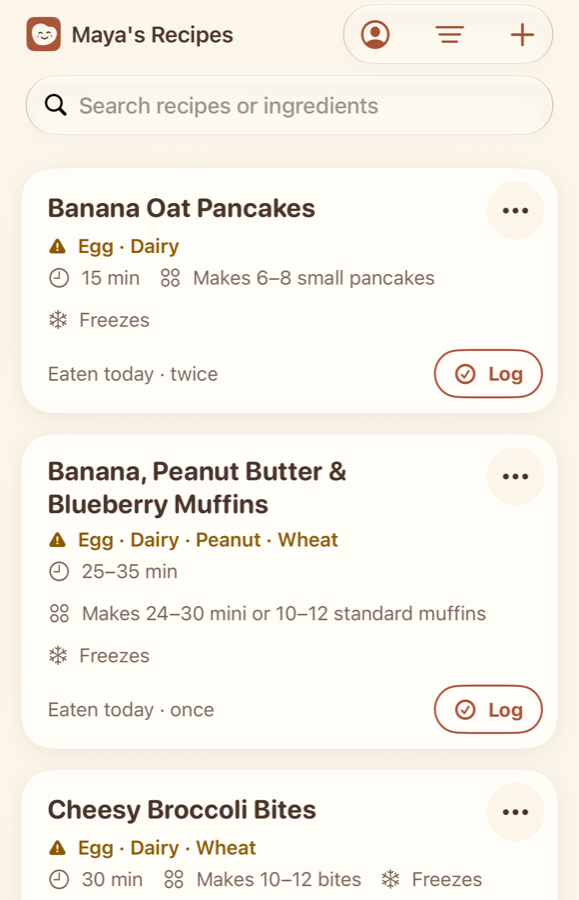 Maya's Recipes
Search recipes or ingredients
Banana Oat Pancakes
Egg · Dairy
15 min Makes 6–8 small pancakes
Freezes
Eaten today · twice Log
Banana, Peanut Butter &
Blueberry Muffins
Egg · Dairy · Peanut · Wheat
25–35 min
Makes 24–30 mini or 10–12 standard muffins
Freezes
Eaten today · once Log
Cheesy Broccoli Bites
Egg · Dairy · Wheat
30 min Makes 10–12 bites Freezes